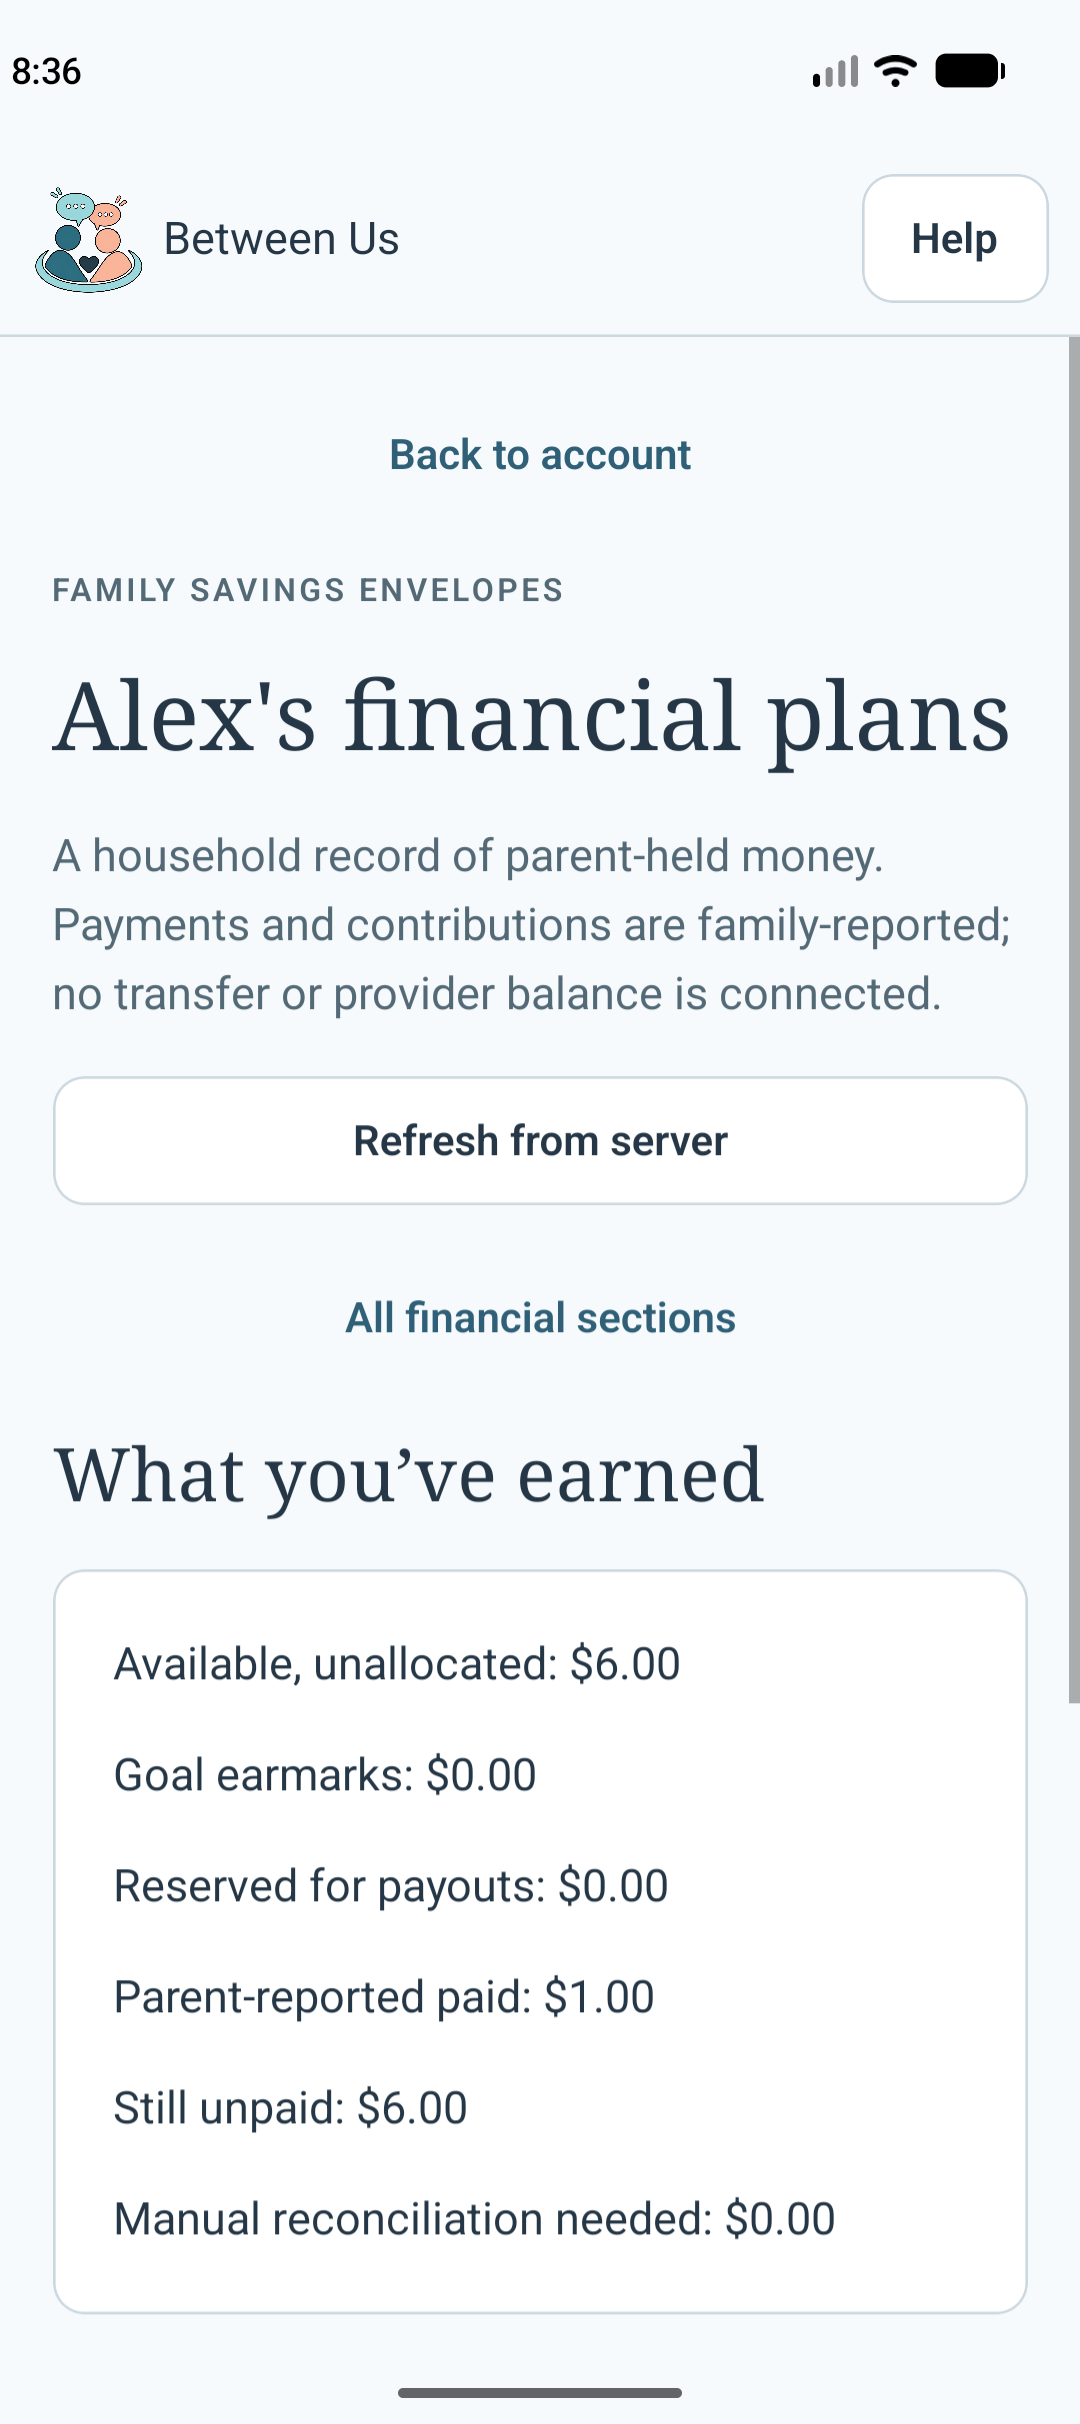 8:36
Between Us
Help
Back to account
FAMILY SAVINGS ENVELOPES
Alex's financial plans
A household record of parent-held money.
Payments and contributions are family-reported;
no transfer or provider balance is connected.
Refresh from server
All financial sections
What you’ve earned
Available, unallocated: $6.00
Goal earmarks: $0.00
Reserved for payouts: $0.00
Parent-reported paid: $1.00
Still unpaid: $6.00
Manual reconciliation needed: $0.00